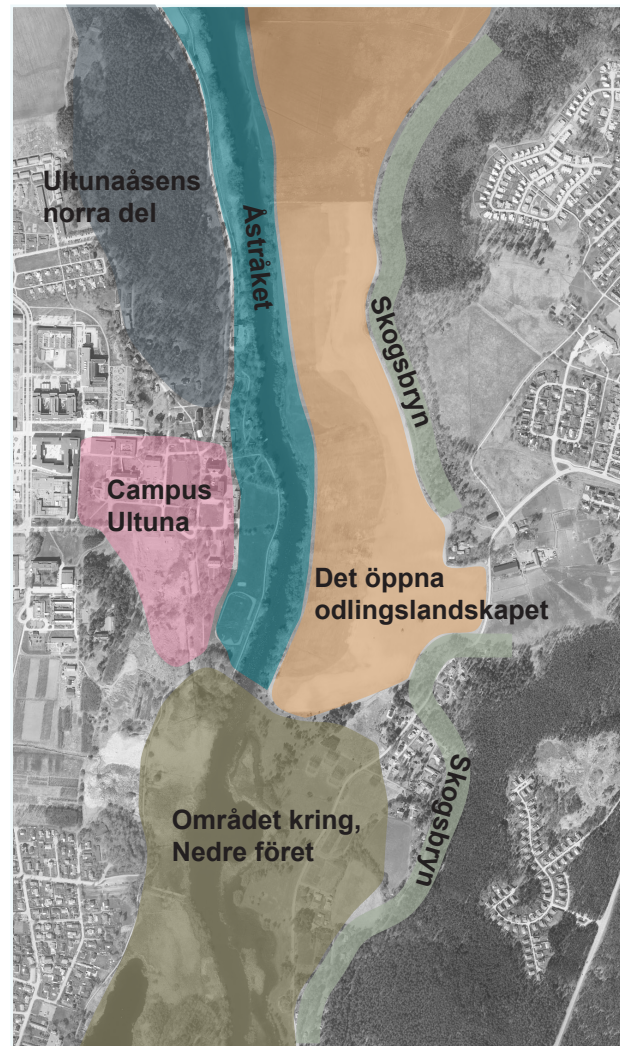 Ultunaåsens
norra del
Åstråket
Skogsbryn
Campus
Ultuna
Det öppna
odlingslandskapet
Skogsbryn
Området kring,
Nedre föret